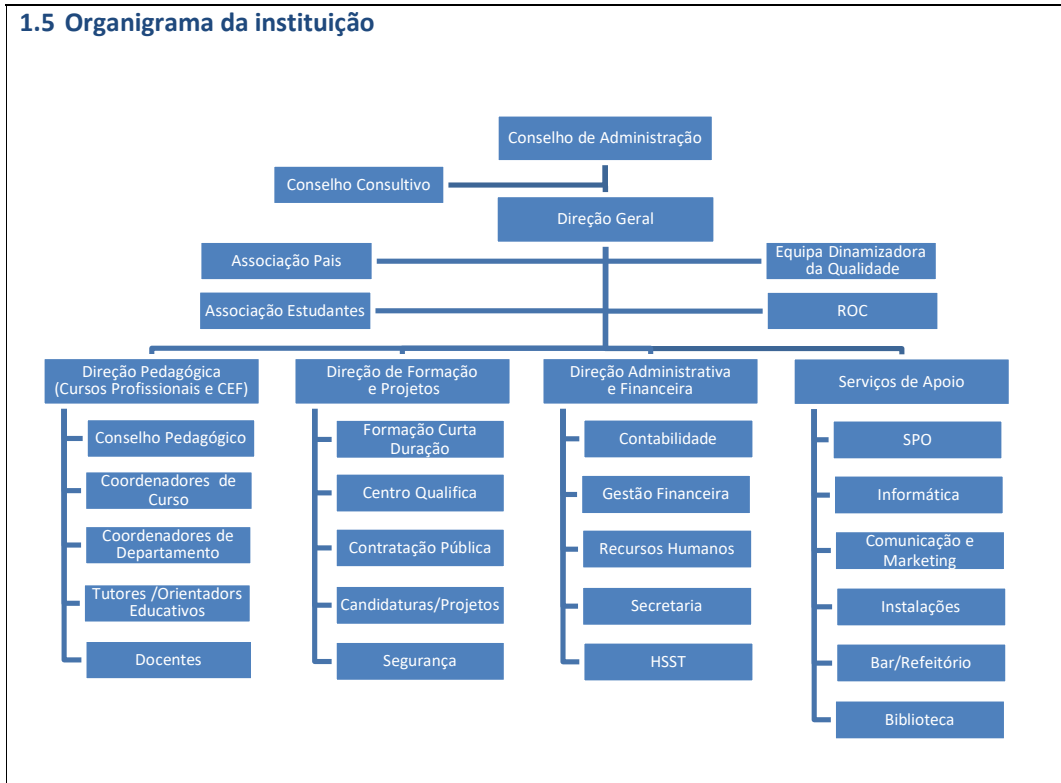 1.5 Organigrama da instituição
Conselho de Administração
Conselho Consultivo
Direção Geral
Associação Pais
Equipa Dinamizadora
da Qualidade
Associação Estudantes
ROC
Direção Pedagógica
(Cursos Profissionais e CEF)
Conselho Pedagógico
Coordenadores de
Curso
Coordenadores de
Departamento
Tutores /Orientadors
Educativos
Docentes
Direção de Formação
e Projetos
Formação Curta
Duração
Centro Qualifica
Contratação Pública
Candidaturas/Projetos
Segurança
Direção Administrativa
e Financeira
Contabilidade
Gestão Financeira
Recursos Humanos
Secretaria
HSST
Serviços de Apoio
SPO
Informática
Comunicação e
Marketing
Instalações
Bar/Refeitório
Biblioteca